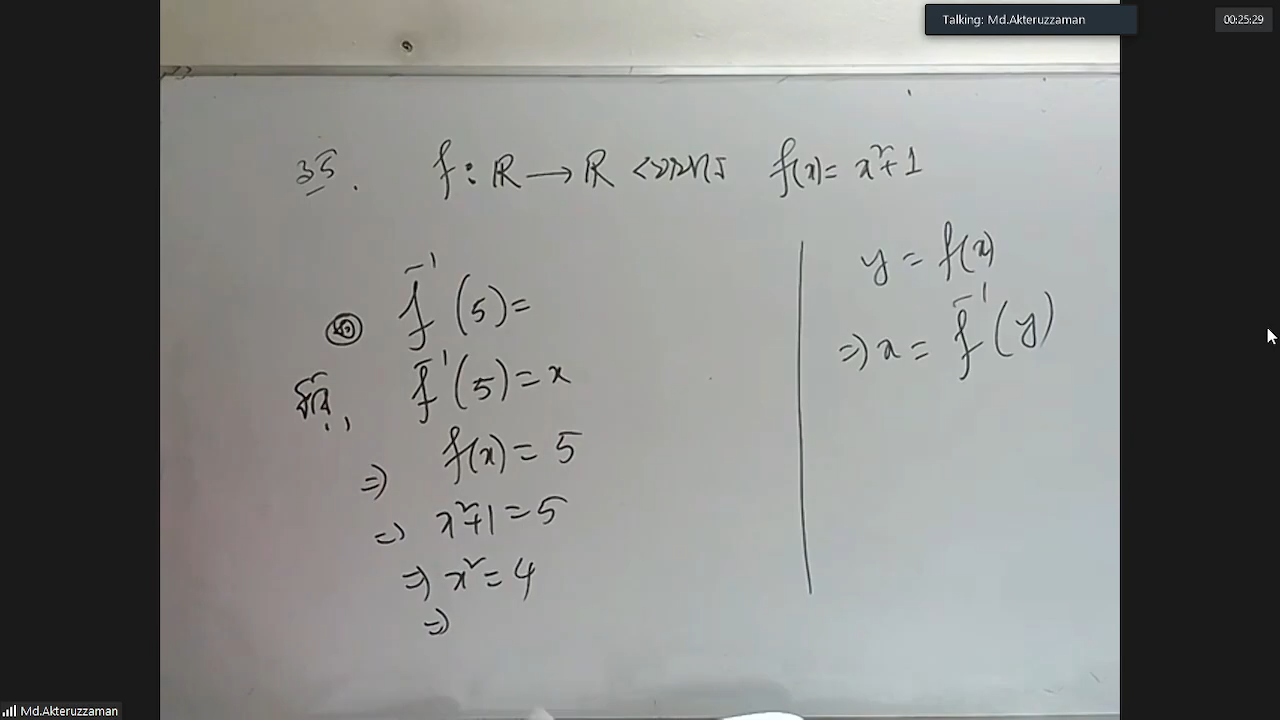 Talking: Md.Akteruzzaman
00:25:29
35. f : ℝ → ℝ f(x) = x²+1
f⁻¹(5) =
f⁻¹(5) = x
⇒ f(x) = 5
⇒ x²+1 = 5
⇒ x² = 4
⇒
y = f(x)
⇒ x = f⁻¹(y)
Md.Akteruzzaman